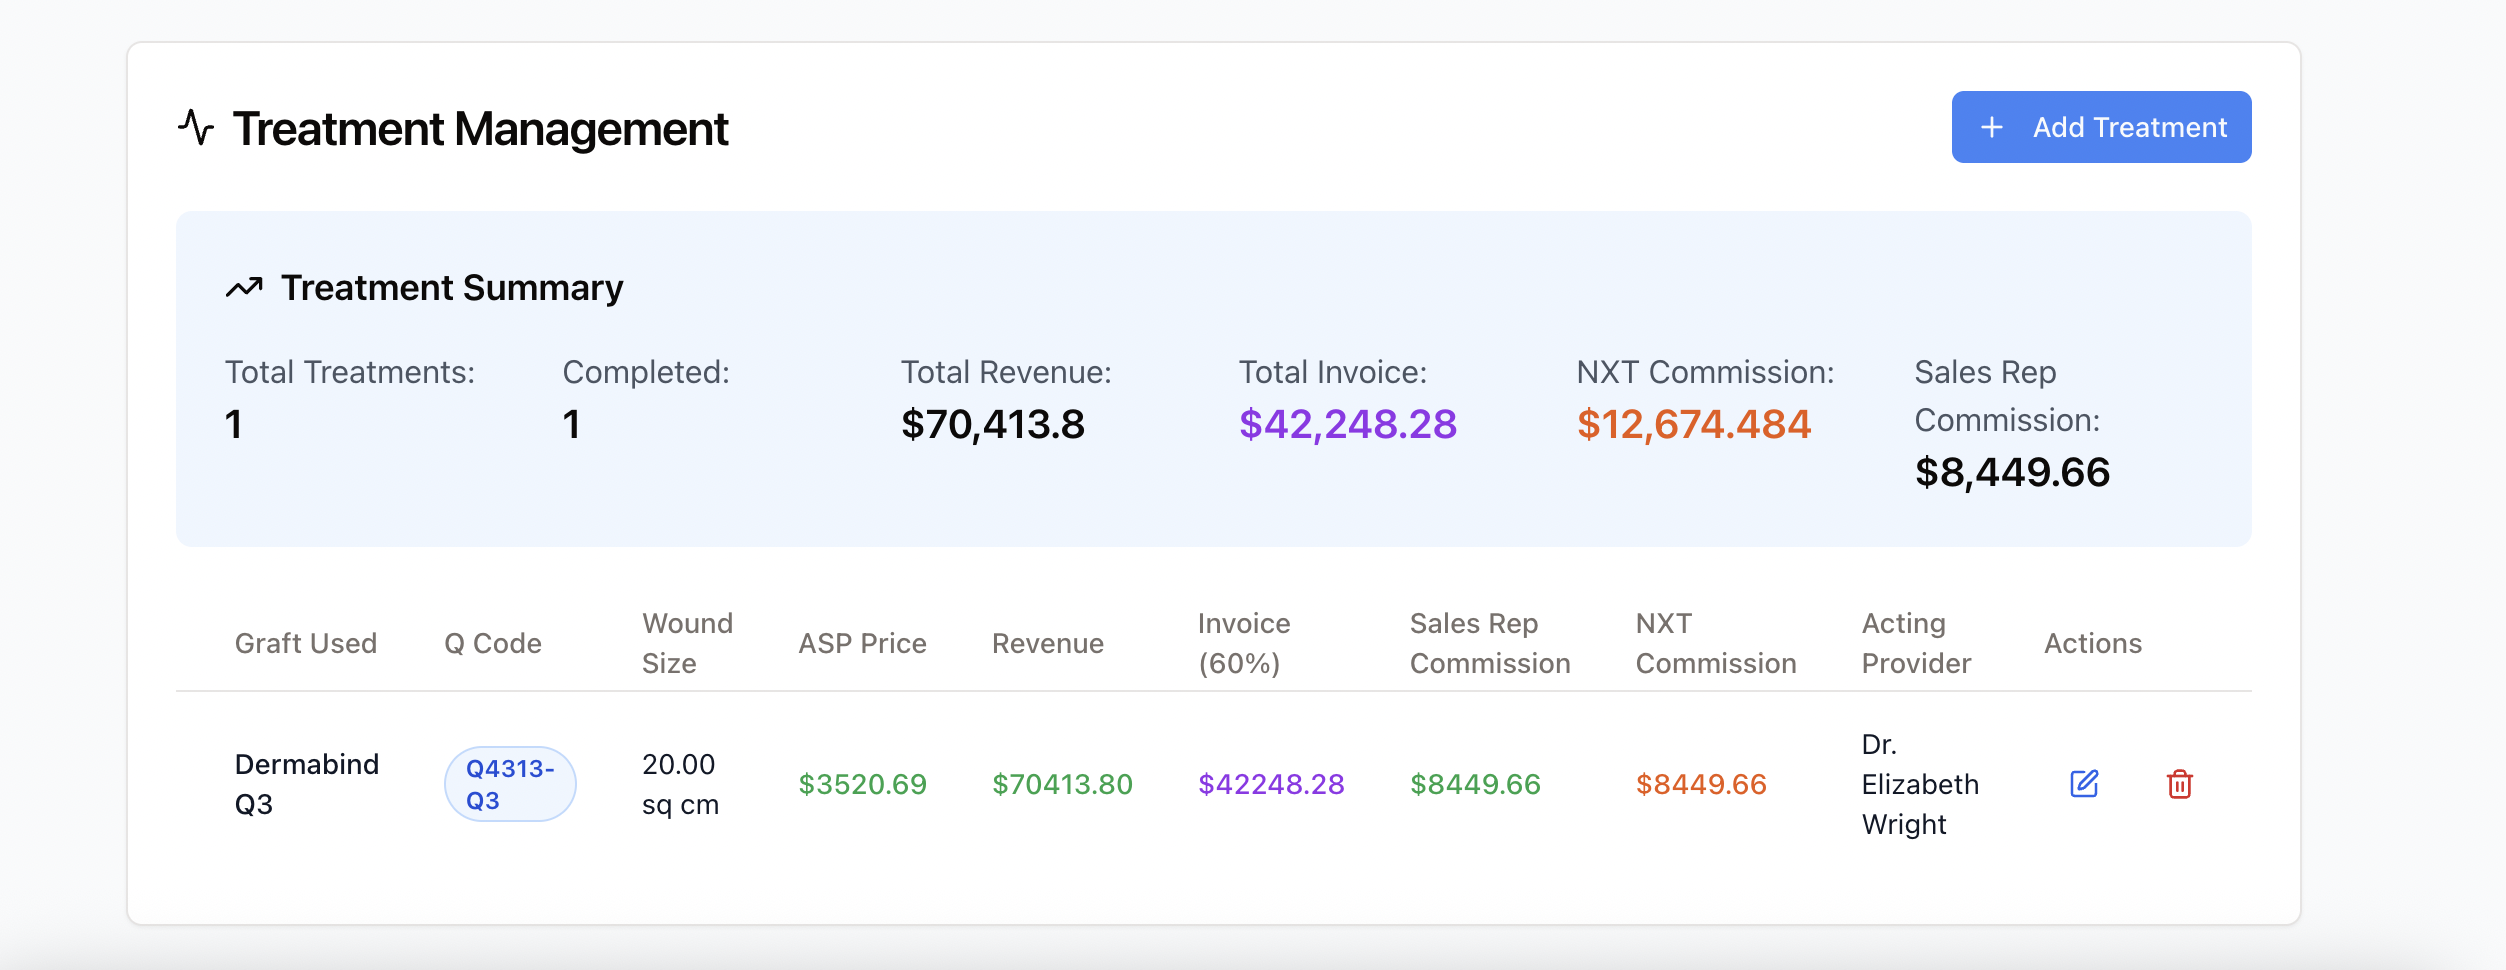 Treatment Management
Add Treatment
Treatment Summary
Total Treatments:
1
Completed:
1
Total Revenue:
$70,413.8
Total Invoice:
$42,248.28
NXT Commission:
$12,674.484
Sales Rep
Commission:
$8,449.66
Graft Used
Q Code
Wound
Size
ASP Price
Revenue
Invoice
(60%)
Sales Rep
Commission
NXT
Commission
Acting
Provider
Actions
Dermabind
Q3
Q4313-
Q3
20.00
sq cm
$3520.69
$70413.80
$42248.28
$8449.66
$8449.66
Dr.
Elizabeth
Wright